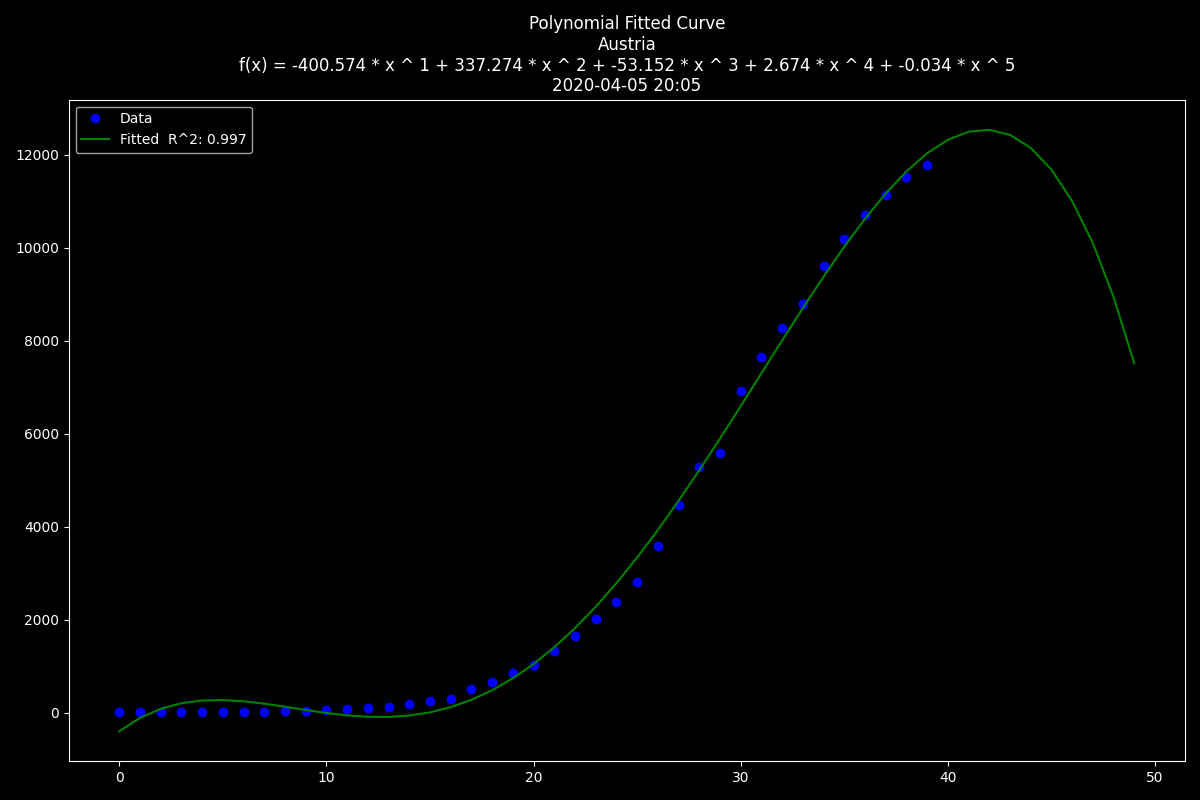 Polynomial Fitted Curve
Austria
f(x) = -400.574 * x ^ 1 + 337.274 * x ^ 2 + -53.152 * x ^ 3 + 2.674 * x ^ 4 + -0.034 * x ^ 5
2020-04-05 20:05
Data
Fitted  R^2: 0.997
12000
10000
8000
6000
4000
2000
0
0 10 20 30 40 50